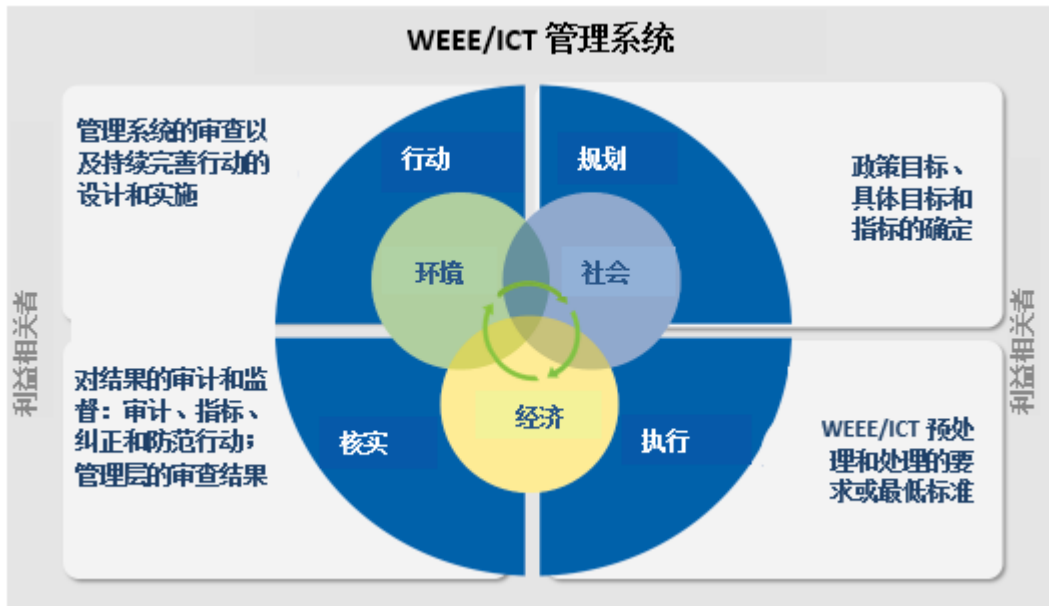 WEEE/ICT 管理系统
管理系统的审查以
及持续完善行动的
设计和实施
行动
规划
政策目标、
具体目标和
指标的确定
环境
社会
利益相关者
利益相关者
对结果的审计和监
督：审计、指标、
纠正和防范行动；
管理层的审查结果
经济
核实
执行
WEEE/ICT 预处
理和处理的要
求或最低标准